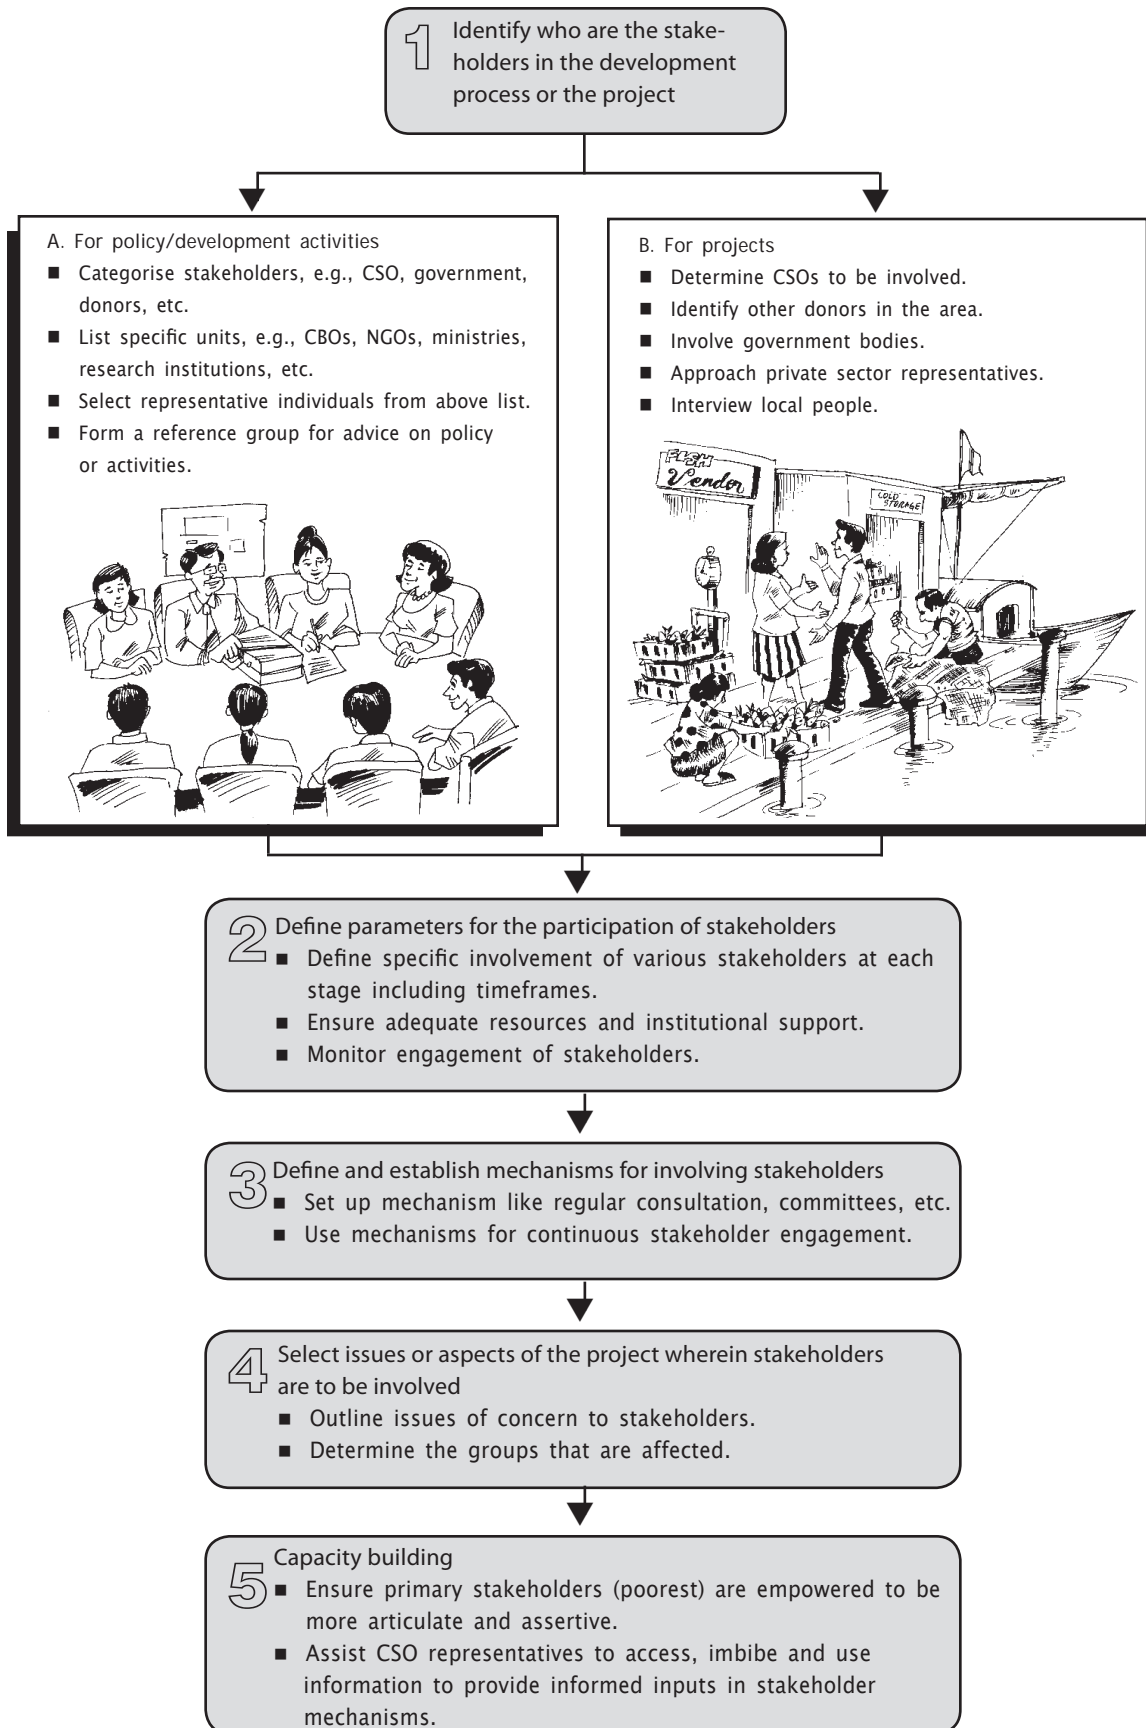 1 Identify who are the stake-
holders in the development
process or the project
A. For policy/development activities
■ Categorise stakeholders, e.g., CSO, government,
donors, etc.
■ List specific units, e.g., CBOs, NGOs, ministries,
research institutions, etc.
■ Select representative individuals from above list.
■ Form a reference group for advice on policy
or activities.
B. For projects
■ Determine CSOs to be involved.
■ Identify other donors in the area.
■ Involve government bodies.
■ Approach private sector representatives.
■ Interview local people.
FISH
Vendor
COLD
STORAGE
2 Define parameters for the participation of stakeholders
■ Define specific involvement of various stakeholders at each
stage including timeframes.
■ Ensure adequate resources and institutional support.
■ Monitor engagement of stakeholders.
3 Define and establish mechanisms for involving stakeholders
■ Set up mechanism like regular consultation, committees, etc.
■ Use mechanisms for continuous stakeholder engagement.
4 Select issues or aspects of the project wherein stakeholders
are to be involved
■ Outline issues of concern to stakeholders.
■ Determine the groups that are affected.
5 Capacity building
■ Ensure primary stakeholders (poorest) are empowered to be
more articulate and assertive.
■ Assist CSO representatives to access, imbibe and use
information to provide informed inputs in stakeholder
mechanisms.